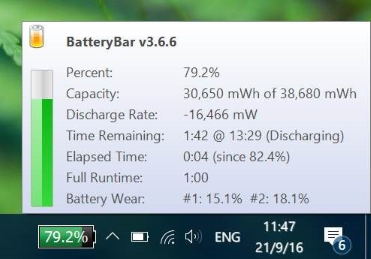 BatteryBar v3.6.6
Percent: 79.2%
Capacity: 30,650 mWh of 38,680 mWh
Discharge Rate: -16,466 mW
Time Remaining: 1:42 @ 13:29 (Discharging)
Elapsed Time: 0:04 (since 82.4%)
Full Runtime: 1:00
Battery Wear: #1: 15.1% #2: 18.1%
79.2% ENG 11:47
21/9/16 6